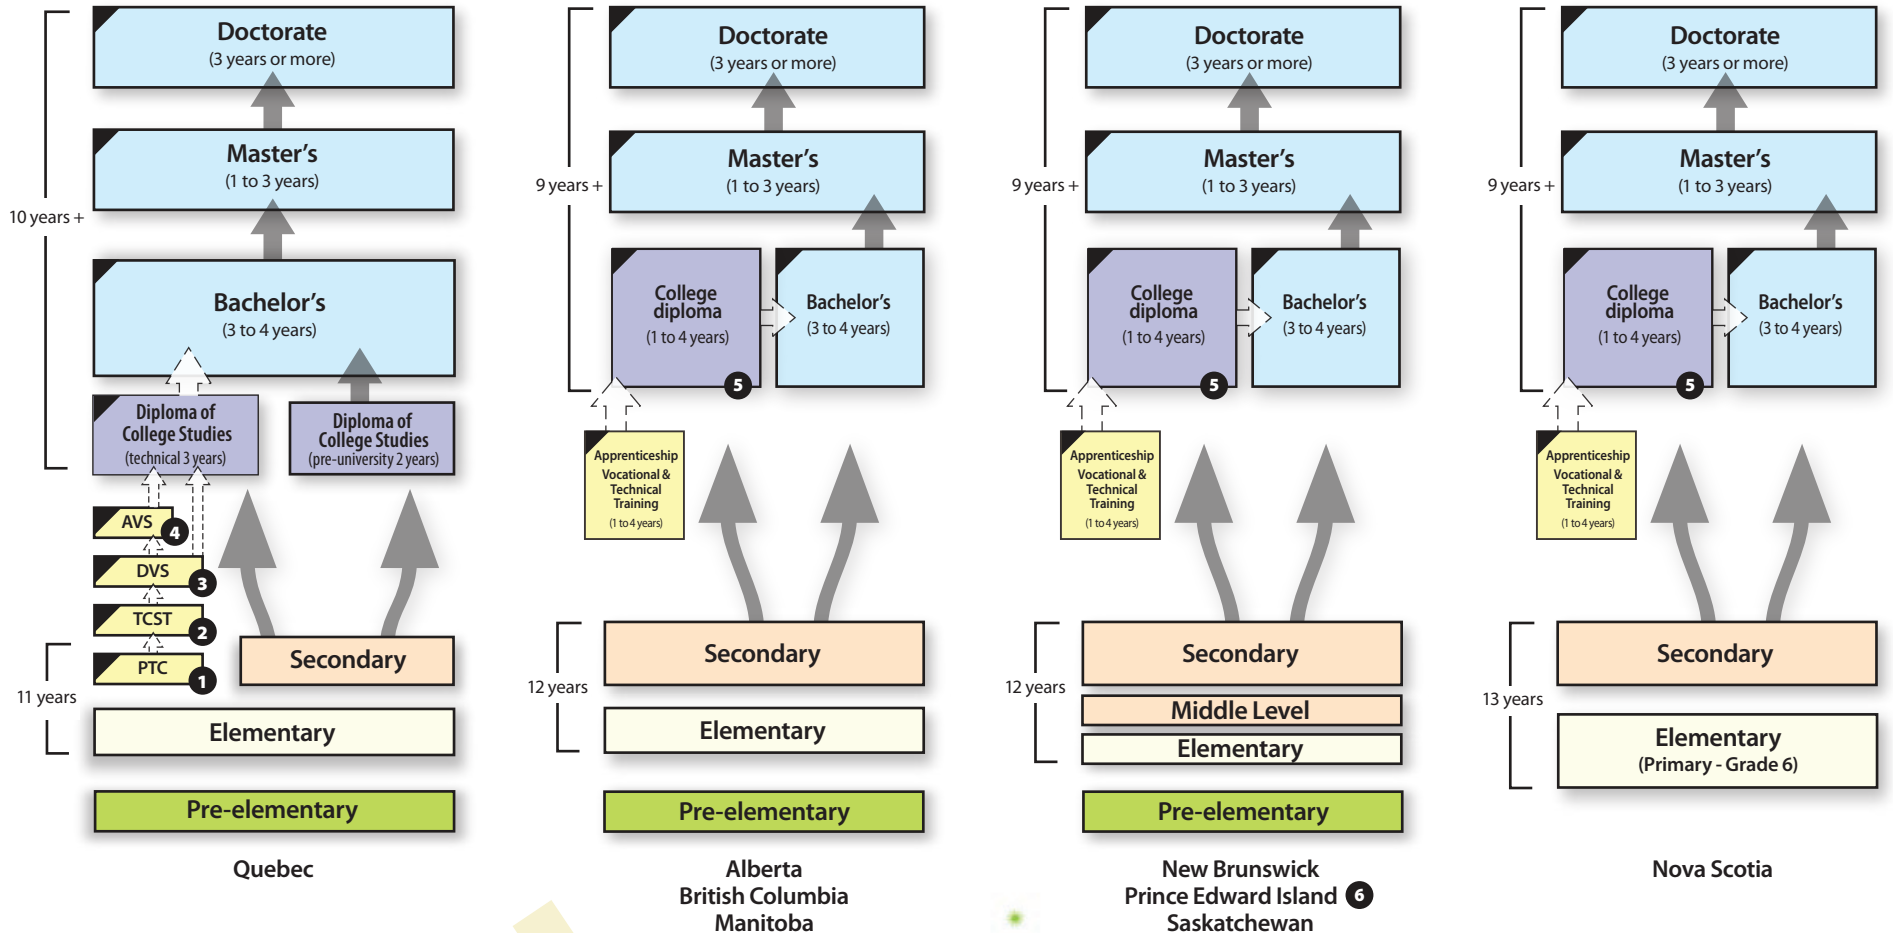 Doctorate
(3 years or more)
Master's
(1 to 3 years)
10 years +
Bachelor's
(3 to 4 years)
Diploma of
College Studies
(technical 3 years)
Diploma of
College Studies
(pre-university 2 years)
AVS
4
DVS
3
TCST
2
PTC
1
Secondary
11 years
Elementary
Pre-elementary
Quebec
Doctorate
(3 years or more)
Master's
(1 to 3 years)
9 years +
College
diploma
(1 to 4 years)
5
Bachelor's
(3 to 4 years)
Apprenticeship
Vocational &
Technical
Training
(1 to 4 years)
Secondary
12 years
Elementary
Pre-elementary
Alberta
British Columbia
Manitoba
Doctorate
(3 years or more)
Master's
(1 to 3 years)
9 years +
College
diploma
(1 to 4 years)
5
Bachelor's
(3 to 4 years)
Apprenticeship
Vocational &
Technical
Training
(1 to 4 years)
Secondary
12 years
Middle Level
Elementary
Pre-elementary
New Brunswick
Prince Edward Island 6
Saskatchewan
Doctorate
(3 years or more)
Master's
(1 to 3 years)
9 years +
College
diploma
(1 to 4 years)
5
Bachelor's
(3 to 4 years)
Apprenticeship
Vocational &
Technical
Training
(1 to 4 years)
Secondary
13 years
Elementary
(Primary - Grade 6)
Nova Scotia